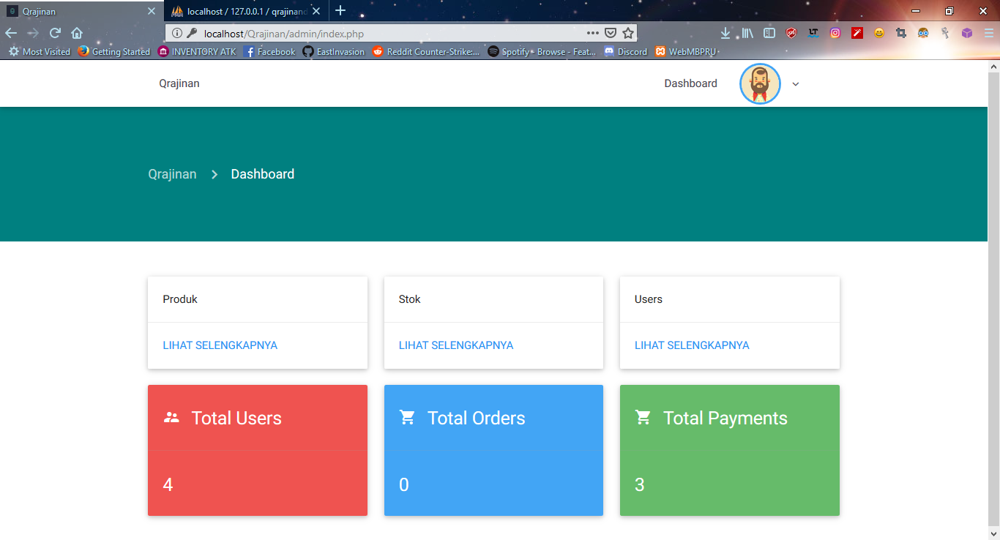 Qrajinan
localhost / 127.0.0.1 / qrajinand
localhost/Qrajinan/admin/index.php
Most Visited Getting Started INVENTORY ATK Facebook EastInvasion Reddit Counter-Strike:... Spotify - Browse - Feat... Discord WebMBPRU
Qrajinan Dashboard
Qrajinan > Dashboard
Produk Stok Users
LIHAT SELENGKAPNYA LIHAT SELENGKAPNYA LIHAT SELENGKAPNYA
Total Users Total Orders Total Payments
4 0 3